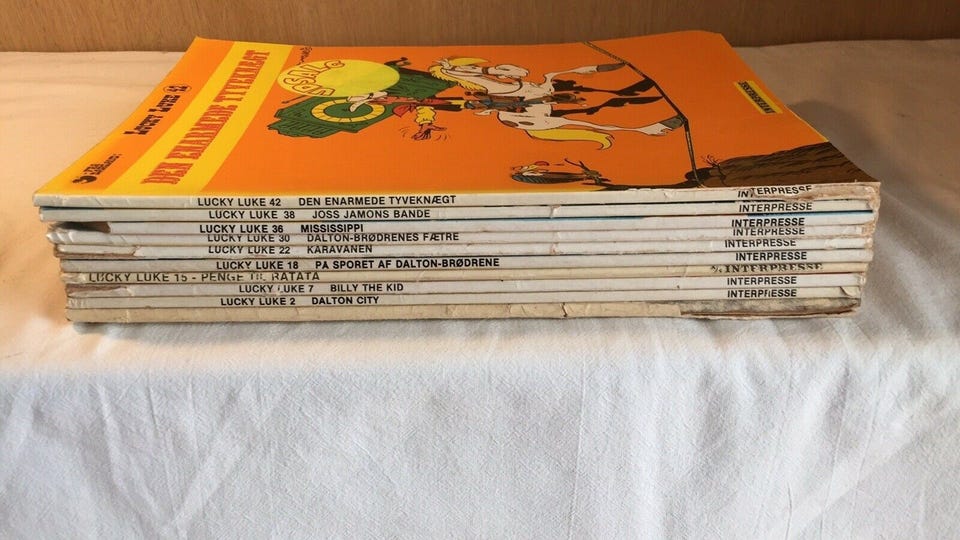 LUCKY LUKE 42
DEN ENARMEDE TYVEKNÆGT
INTERPRESSE
LUCKY LUKE 42 DEN ENARMEDE TYVEKNÆGT INTERPRESSE
LUCKY LUKE 38 JOSS JAMONS BANDE INTERPRESSE
LUCKY LUKE 36 MISSISSIPPI INTERPRESSE
LUCKY LUKE 30 DALTON-BRØDRENES FÆTRE INTERPRESSE
LUCKY LUKE 22 KARAVANEN INTERPRESSE
LUCKY LUKE 18 PÅ SPORET AF DALTON-BRØDRENE INTERPRESSE
LUCKY LUKE 15 - PENGE TIL RATATA INTERPRESSE
LUCKY LUKE 7 BILLY THE KID INTERPRESSE
LUCKY LUKE 2 DALTON CITY INTERPRESSE